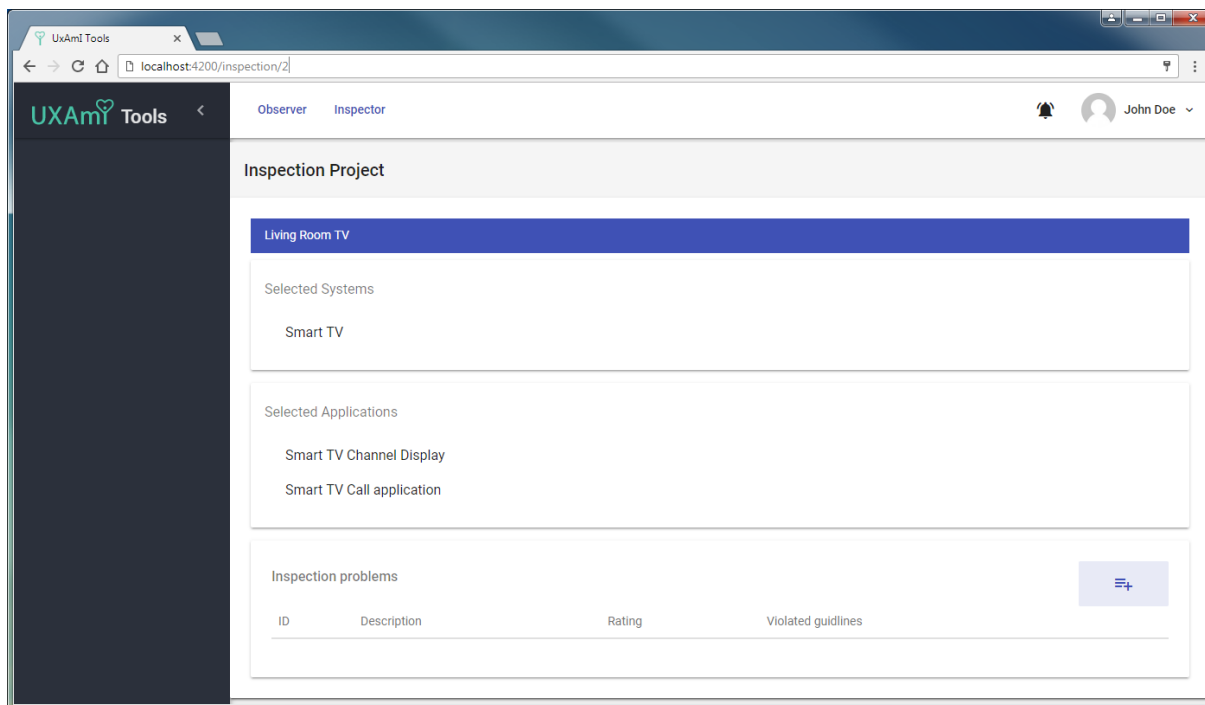 UxAmI Tools
localhost:4200/inspection/2
UXAmI Tools
Observer Inspector
John Doe
Inspection Project
Living Room TV
Selected Systems
Smart TV
Selected Applications
Smart TV Channel Display
Smart TV Call application
Inspection problems
ID Description Rating Violated guidlines